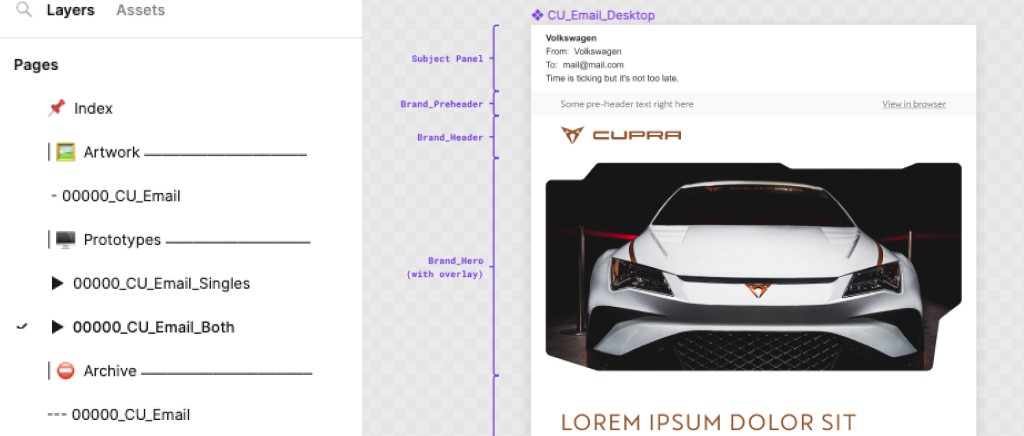 Layers
Assets
Pages
Index
Artwork
- 00000_CU_Email
Prototypes
00000_CU_Email_Singles
00000_CU_Email_Both
Archive
--- 00000_CU_Email
Subject Panel
Brand_Preheader
Brand_Header
Brand_Hero
(with overlay)
CU_Email_Desktop
Volkswagen
From: Volkswagen
To: mail@mail.com
Time is ticking but it's not too late.
Some pre-header text right here
View in browser
CUPRA
LOREM IPSUM DOLOR SIT